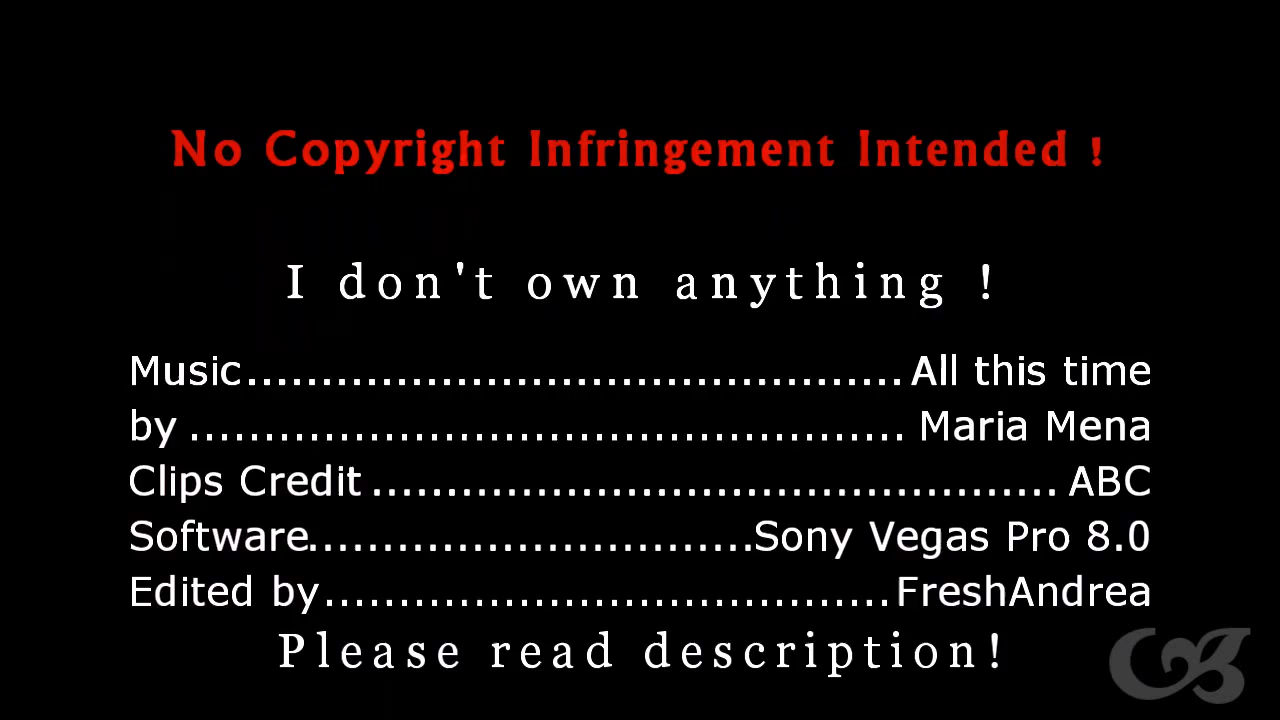 No Copyright Infringement Intended !
I don't own anything !
Music............................................All this time
by ................................................ Maria Mena
Clips Credit .............................................. ABC
Software..............................Sony Vegas Pro 8.0
Edited by......................................FreshAndrea
Please read description!